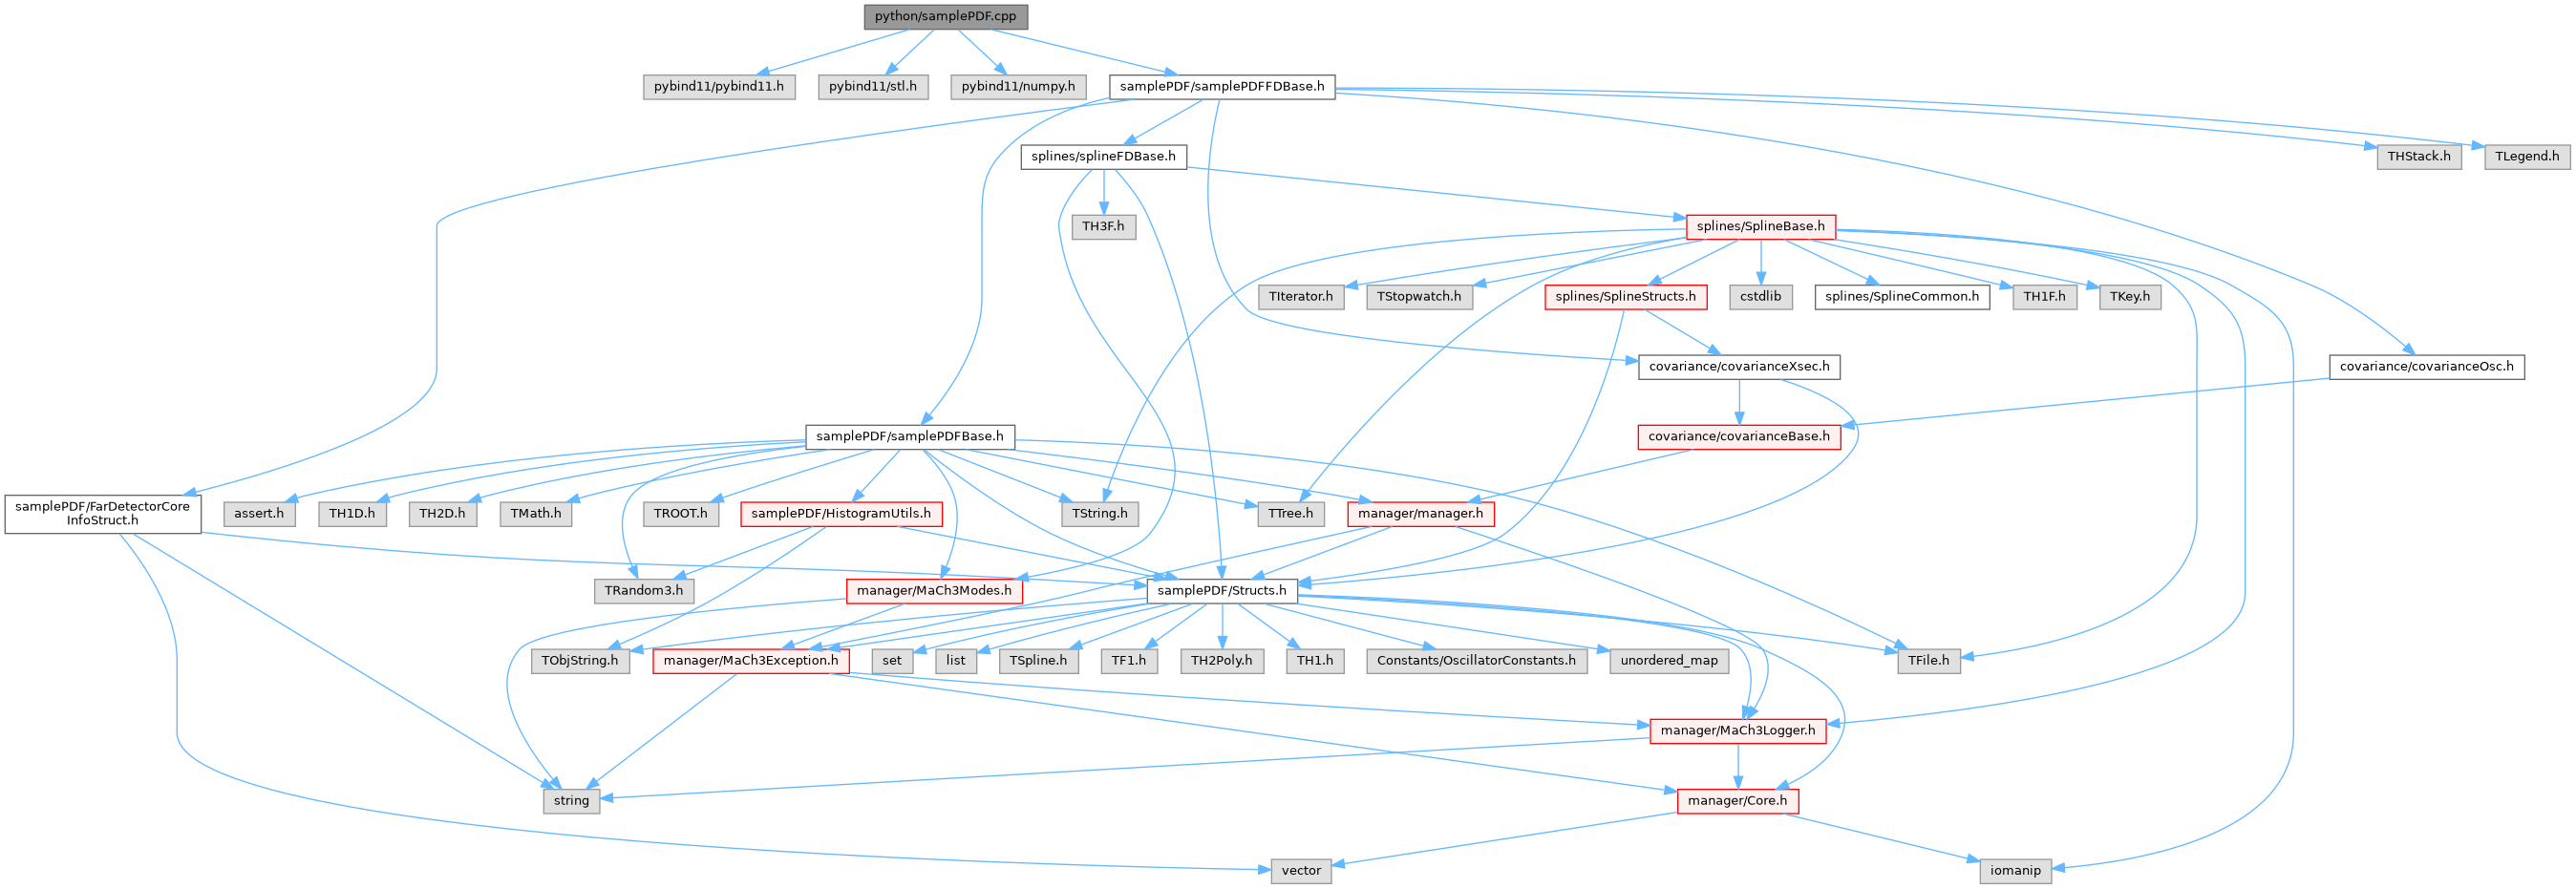 python/samplePDF.cpp
pybind11/pybind11.h
pybind11/stl.h
pybind11/numpy.h
samplePDF/samplePDFFDBase.h
splines/splineFDBase.h
THStack.h
TLegend.h
TH3F.h
splines/SplineBase.h
TIterator.h
TStopwatch.h
splines/SplineStructs.h
cstdlib
splines/SplineCommon.h
TH1F.h
TKey.h
covariance/covarianceXsec.h
covariance/covarianceOsc.h
samplePDF/samplePDFBase.h
covariance/covarianceBase.h
samplePDF/FarDetectorCore
InfoStruct.h
assert.h
TH1D.h
TH2D.h
TMath.h
TROOT.h
samplePDF/HistogramUtils.h
TString.h
TTree.h
manager/manager.h
TRandom3.h
manager/MaCh3Modes.h
samplePDF/Structs.h
TObjString.h
manager/MaCh3Exception.h
set
list
TSpline.h
TF1.h
TH2Poly.h
TH1.h
Constants/OscillatorConstants.h
unordered_map
TFile.h
manager/MaCh3Logger.h
string
manager/Core.h
vector
iomanip